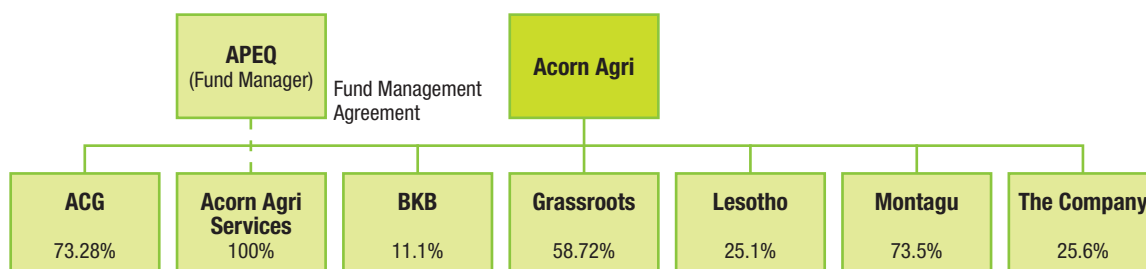 APEQ
(Fund Manager)
Fund Management
Agreement
Acorn Agri
ACG
73.28%
Acorn Agri
Services
100%
BKB
11.1%
Grassroots
58.72%
Lesotho
25.1%
Montagu
73.5%
The Company
25.6%